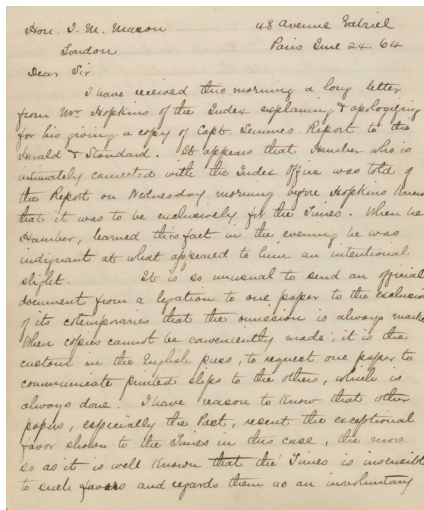 Hon. J. M. Mason
48 Avenue Gabriel
London
Paris June 24. 64
Dear Sir
I have received this morning a long letter
from Mr. Hopkins of the Index explaining & apologizing
for his giving a copy of Capt. Semmes Report to the
Herald & Standard. It appears that Hamber who is
intimately connected with the Index office was told of
the Report on Wednesday morning before Hopkins knew
that it was to be exclusively for the Times. When he
Hamber, learned this fact in the evening he was
indignant at what appeared to him an intentional
slight. It is so unusual to send an official
document from a legation to one paper to the exclusion
of its cotemporaries that the omission is always marked
When copies cannot be conveniently made, it is the
custom in the English press, to request one paper to
communicate printed slips to the others, which is
always done. I have reason to know that other
papers, especially the Post, resent the exceptional
favor shown to the Times in this case, the more
so as it is well known that the Times is insensible
to such favors and regards them as an involuntary